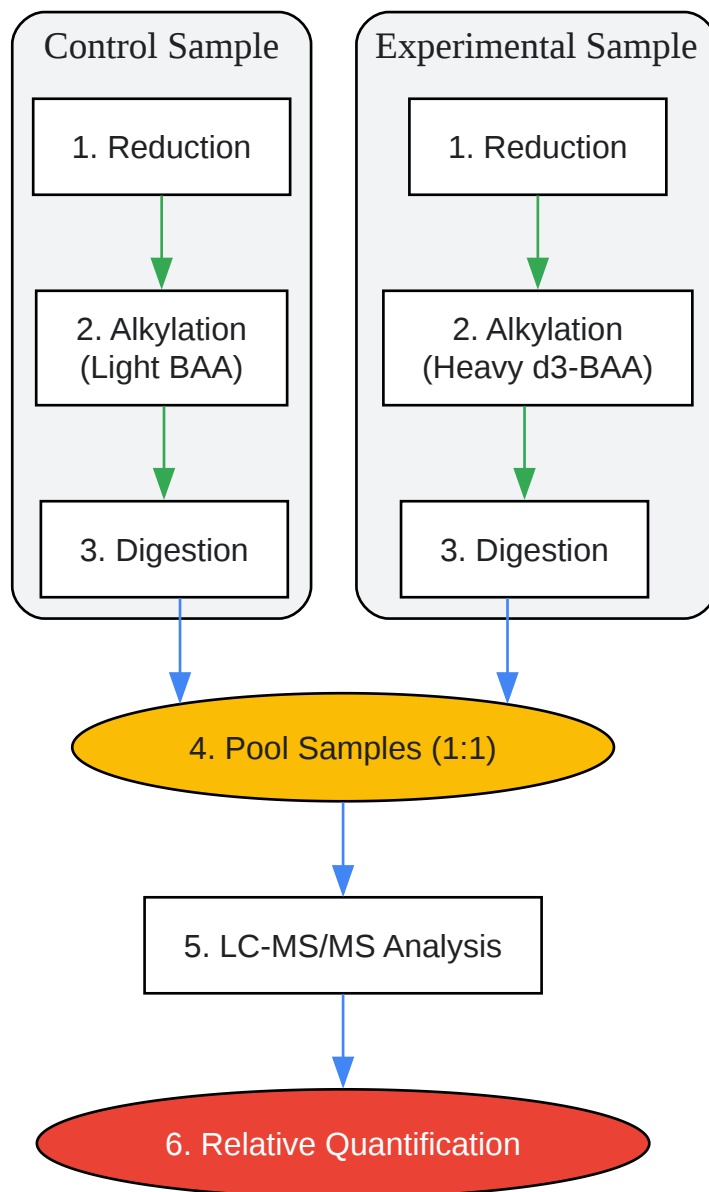 Control Sample
1. Reduction
2. Alkylation
(Light BAA)
3. Digestion
Experimental Sample
1. Reduction
2. Alkylation
(Heavy d3-BAA)
3. Digestion
4. Pool Samples (1:1)
5. LC-MS/MS Analysis
6. Relative Quantification